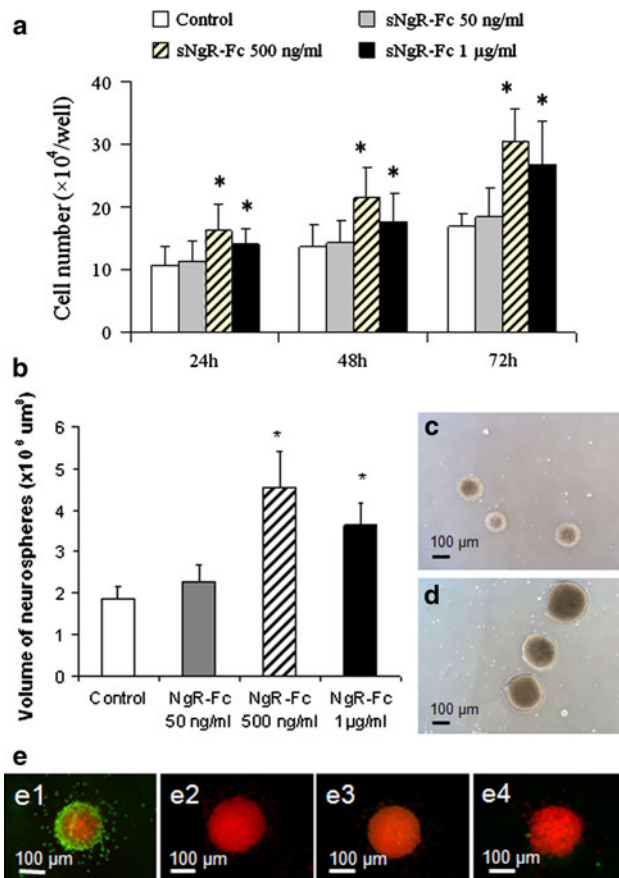 a
Control
sNgR-Fc 50 ng/ml
sNgR-Fc 500 ng/ml
sNgR-Fc 1 µg/ml
Cell number (×10⁴/well)
40
30
20
10
0
* * * * * *
24h 48h 72h
b
Volume of neurospheres (x10⁶ um³)
6
5
4
3
2
1
0
* *
Control
NgR-Fc 50 ng/ml
NgR-Fc 500 ng/ml
NgR-Fc 1µg/ml
c
100 µm
d
100 µm
e
e1
100 µm
e2
100 µm
e3
100 µm
e4
100 µm